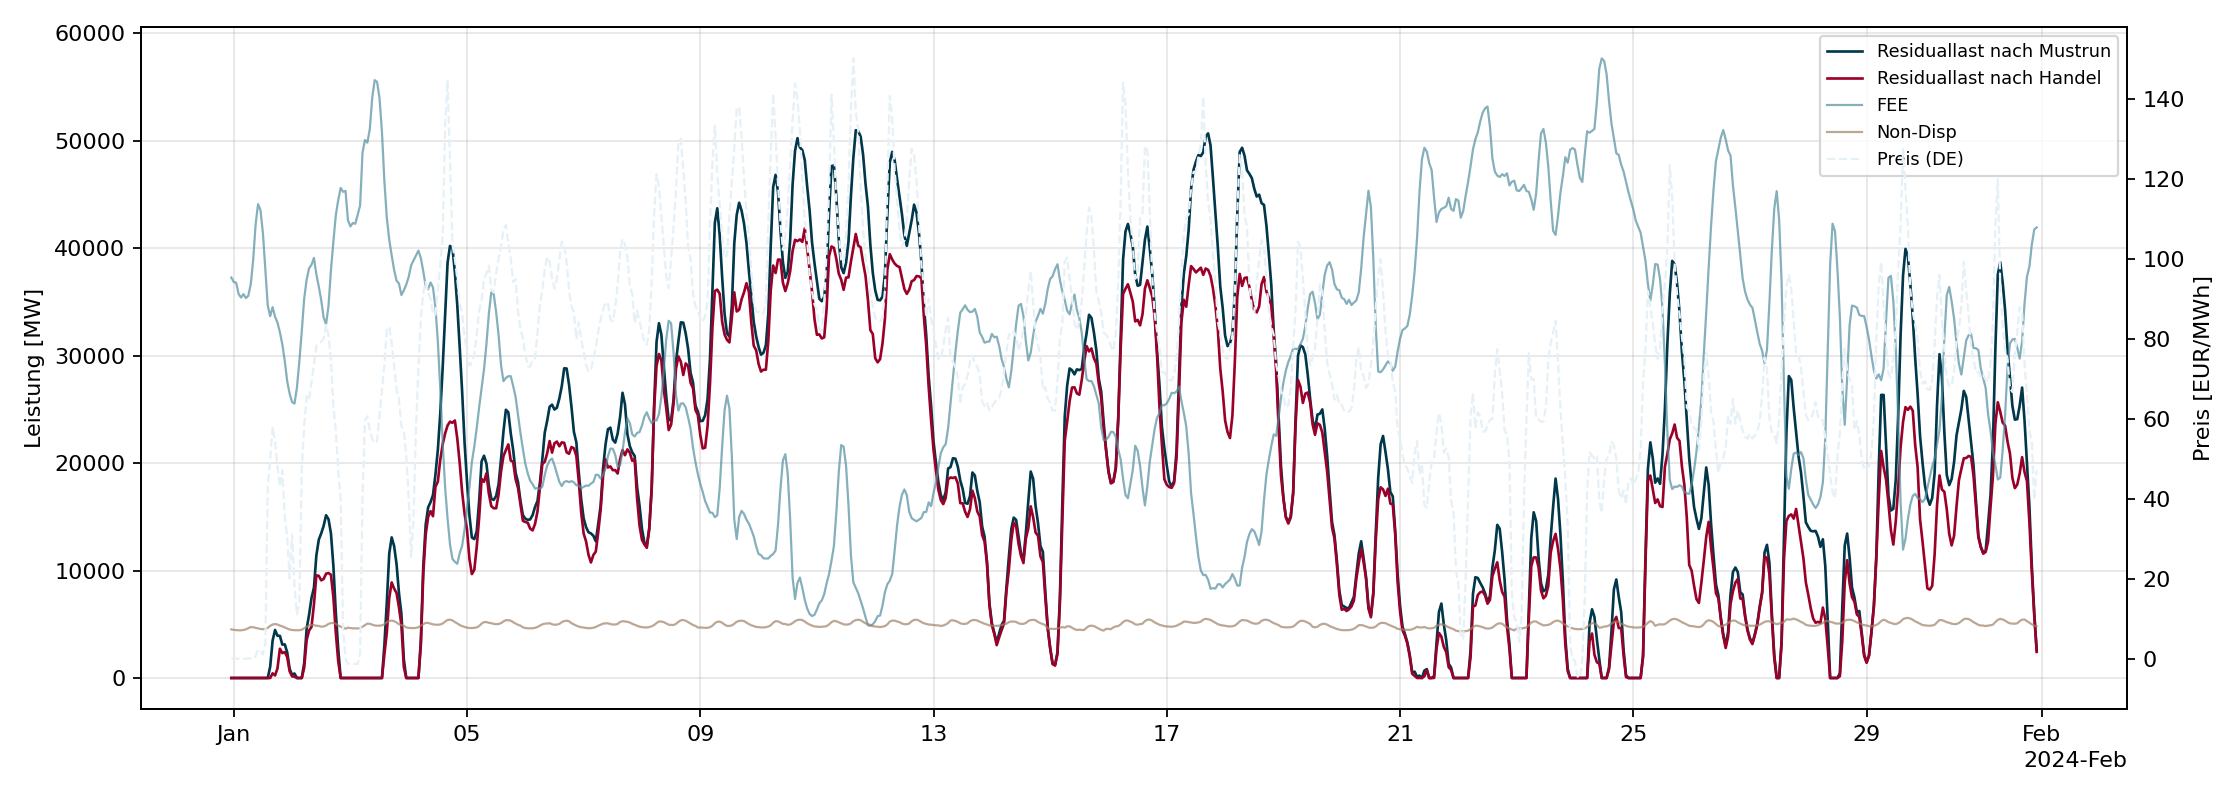 60000
50000
40000
30000
20000
10000
0
Leistung [MW]
Jan
05
09
13
17
21
25
29
Feb
2024-Feb
140
120
100
80
60
40
20
0
Preis [EUR/MWh]
Residuallast nach Mustrun
Residuallast nach Handel
FEE
Non-Disp
Preis (DE)